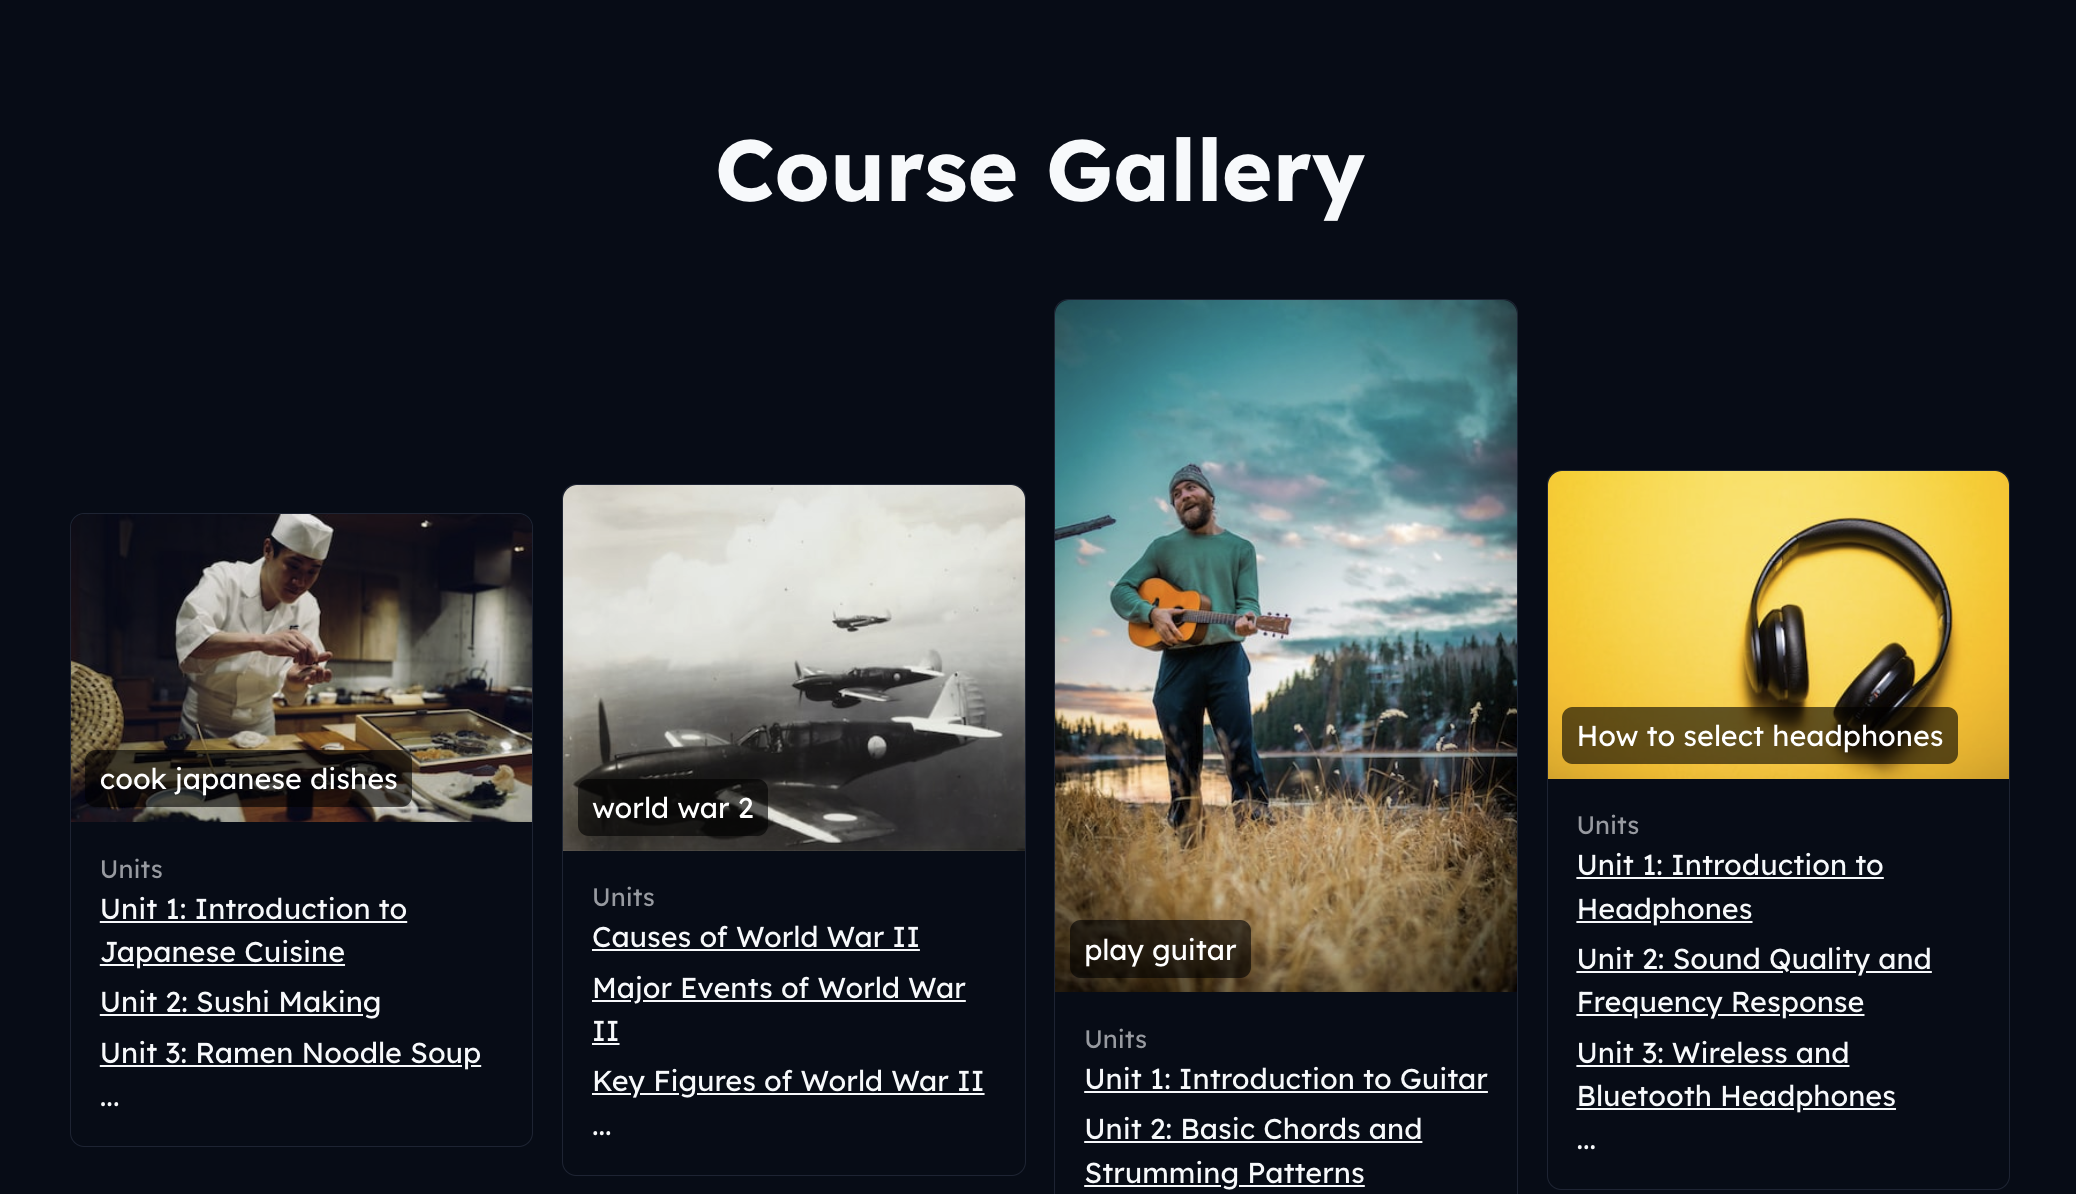 Course Gallery
cook japanese dishes
Units
Unit 1: Introduction to
Japanese Cuisine
Unit 2: Sushi Making
Unit 3: Ramen Noodle Soup
...
world war 2
Units
Causes of World War II
Major Events of World War
II
Key Figures of World War II
...
play guitar
Units
Unit 1: Introduction to Guitar
Unit 2: Basic Chords and
Strumming Patterns
How to select headphones
Units
Unit 1: Introduction to
Headphones
Unit 2: Sound Quality and
Frequency Response
Unit 3: Wireless and
Bluetooth Headphones
...